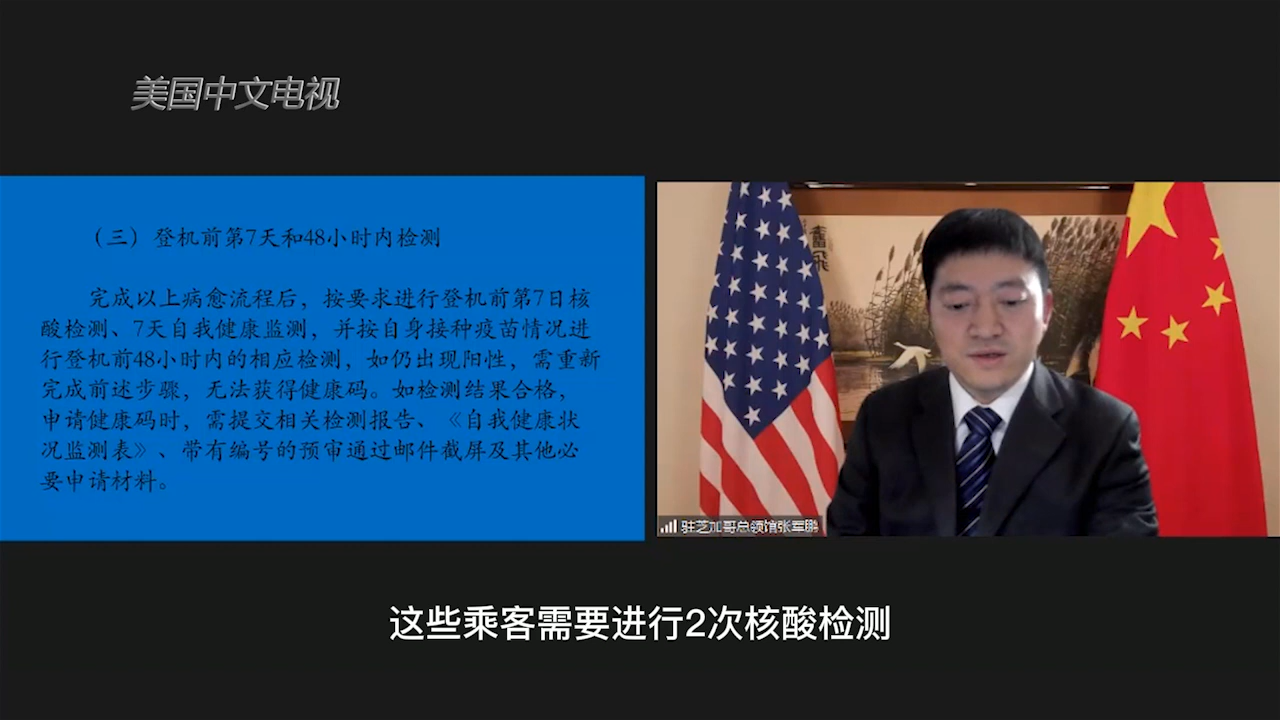 美国中文电视
（三）登机前第7天和48小时内检测
完成以上病愈流程后，按要求进行登机前第7日核
酸检测、7天自我健康监测，并按自身接种疫苗情况进
行登机前48小时内的相应检测，如仍出现阳性，需重新
完成前述步骤，无法获得健康码。如检测结果合格，
申请健康码时，需提交相关检测报告、《自我健康状
况监测表》、带有编号的预审通过邮件截屏及其他必
要申请材料。
驻芝加哥总领馆张军鹏
这些乘客需要进行2次核酸检测